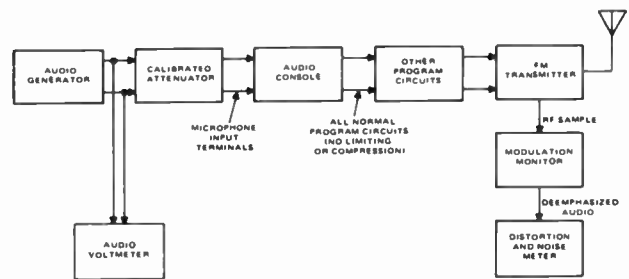 AUDIO
GENERATOR
CALIBRATED
ATTENUATOR
AUDIO
CONSOLE
OTHER
PROGRAM
CIRCUITS
FM
TRANSMITTER
MICROPHONE
INPUT
TERMINALS
ALL NORMAL
PROGRAM CIRCUITS
(NO LIMITING
OR COMPRESSION)
RF SAMPLE
MODULATION
MONITOR
DEEMPHASIZED
AUDIO
AUDIO
VOLTMETER
DISTORTION
AND NOISE
METER